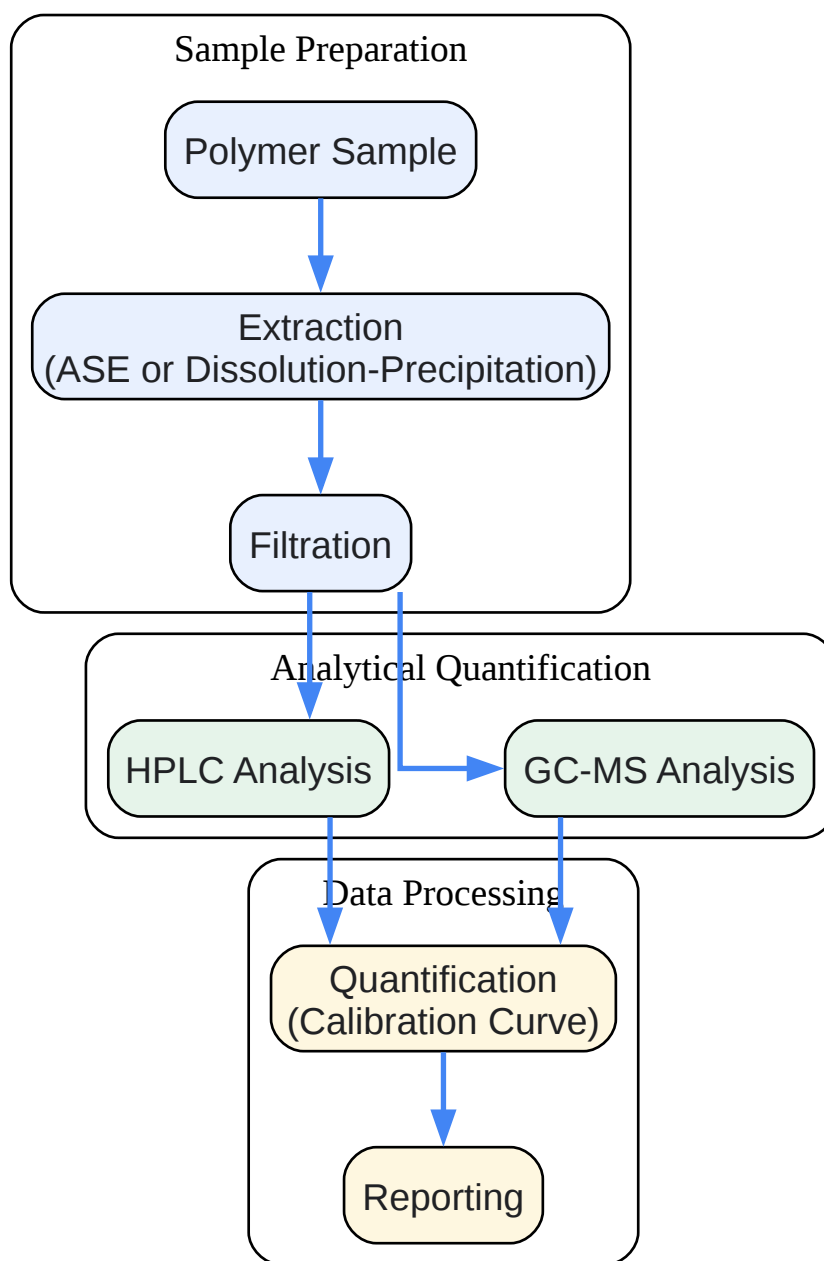 Sample Preparation
Polymer Sample
Extraction
(ASE or Dissolution-Precipitation)
Filtration
Analytical Quantification
HPLC Analysis
GC-MS Analysis
Data Processing
Quantification
(Calibration Curve)
Reporting